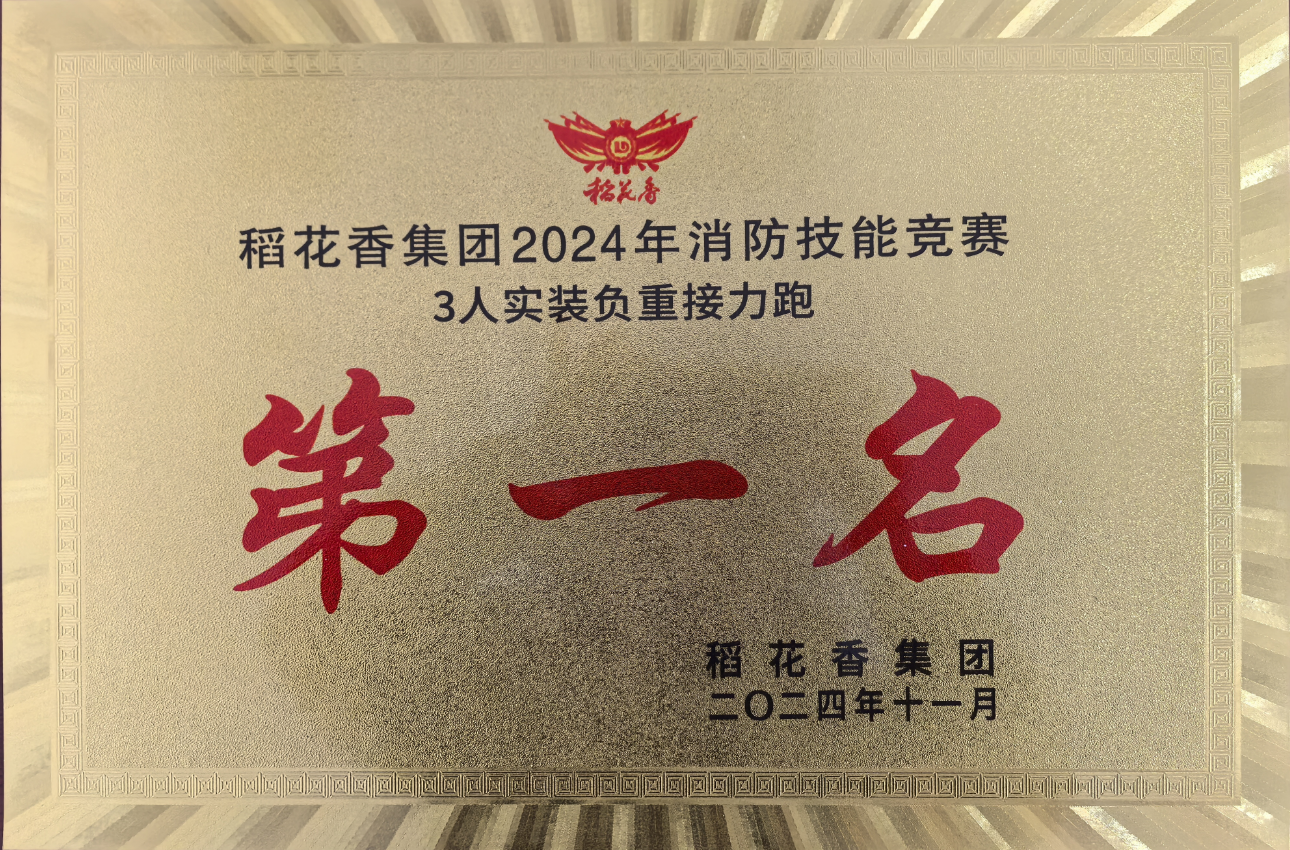 稻花香
稻花香集团2024年消防技能竞赛
3人实装负重接力跑
第一名
稻花香集团
二〇二四年十一月